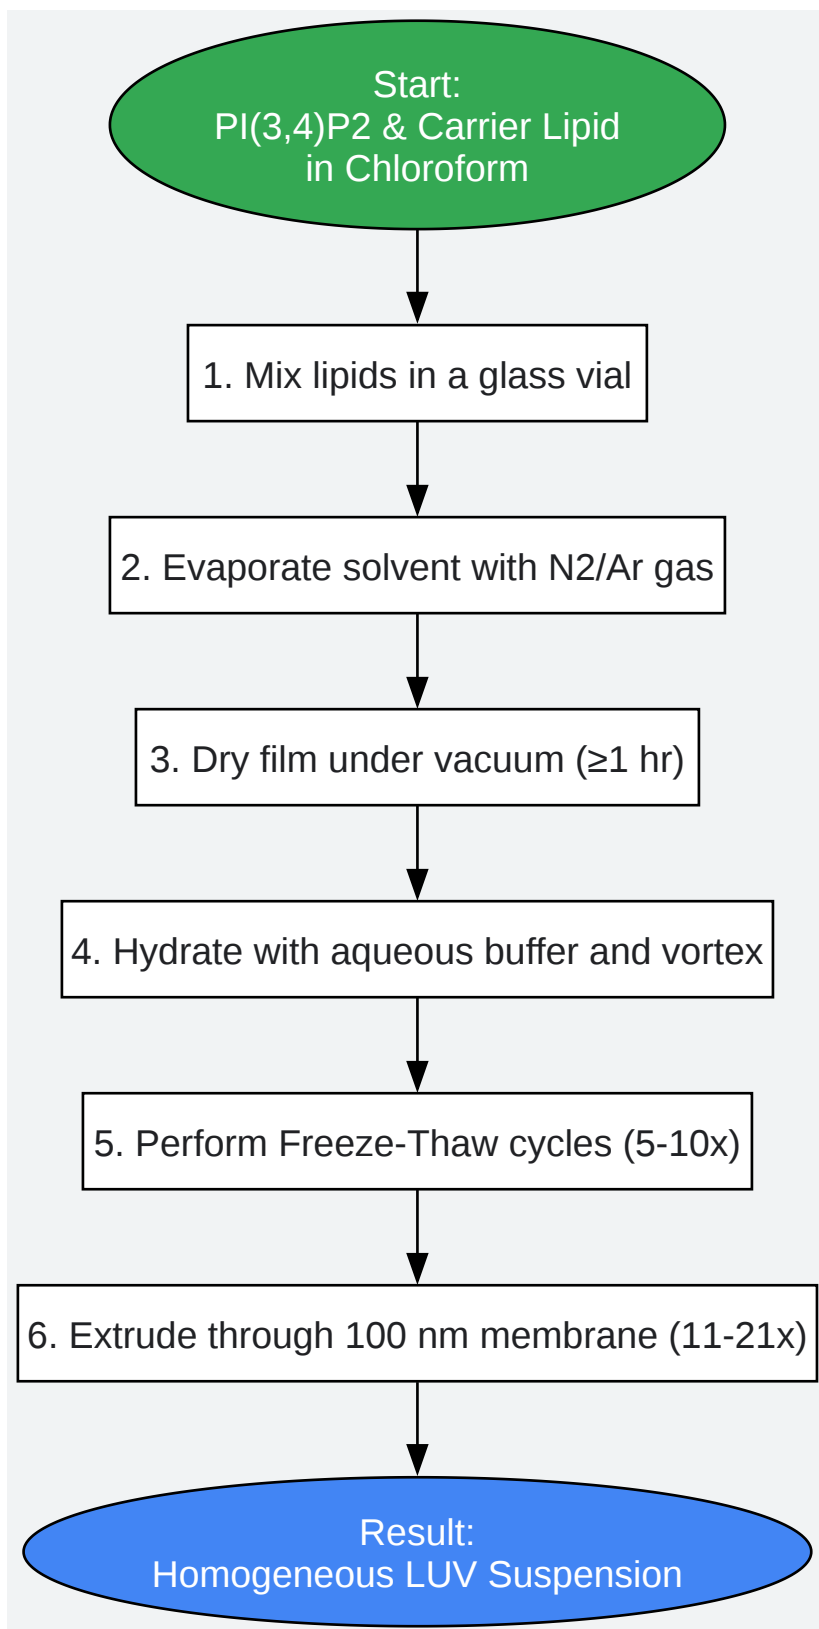 Start:
PI(3,4)P2 & Carrier Lipid
in Chloroform
1. Mix lipids in a glass vial
2. Evaporate solvent with N2/Ar gas
3. Dry film under vacuum (≥1 hr)
4. Hydrate with aqueous buffer and vortex
5. Perform Freeze-Thaw cycles (5-10x)
6. Extrude through 100 nm membrane (11-21x)
Result:
Homogeneous LUV Suspension